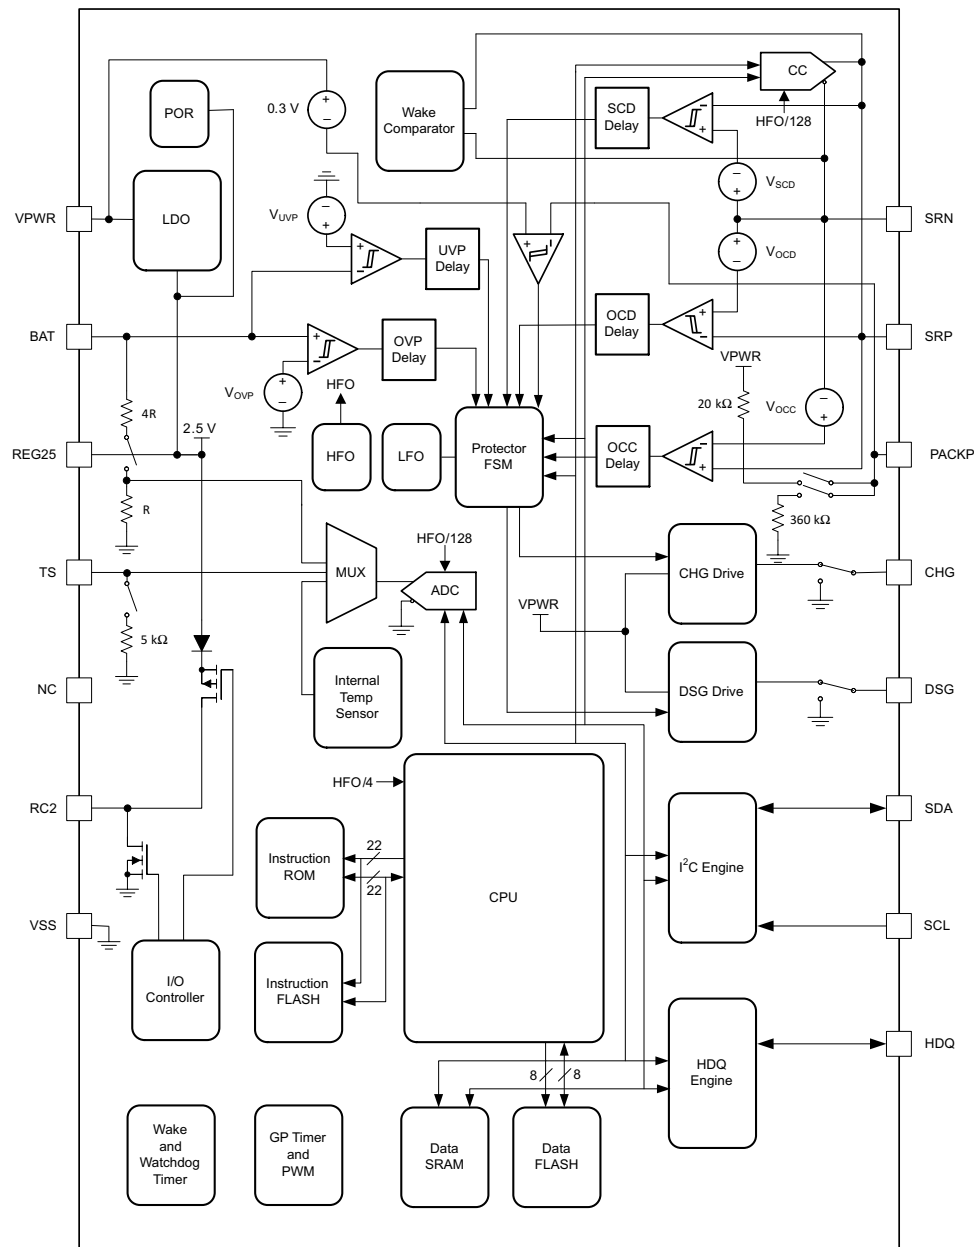 CC
POR
0.3 V
Wake
Comparator
SCD
Delay
HFO/128
VSCD
VPWR
LDO
VUVP
SRN
UVP
Delay
VOCD
BAT
OVP
Delay
OCD
Delay
SRP
VPWR
VOVP
HFO
20 kΩ
VOCC
4R
2.5 V
REG25
HFO
LFO
Protector
FSM
OCC
Delay
PACKP
R
360 kΩ
HFO/128
TS
MUX
ADC
CHG Drive
CHG
VPWR
5 kΩ
NC
Internal
Temp
Sensor
DSG Drive
DSG
HFO/4
RC2
SDA
Instruction
ROM
22
22
CPU
I2C Engine
VSS
SCL
I/O
Controller
Instruction
FLASH
HDQ
HDQ
Engine
8
8
Wake
and
Watchdog
Timer
GP Timer
and
PWM
Data
SRAM
Data
FLASH